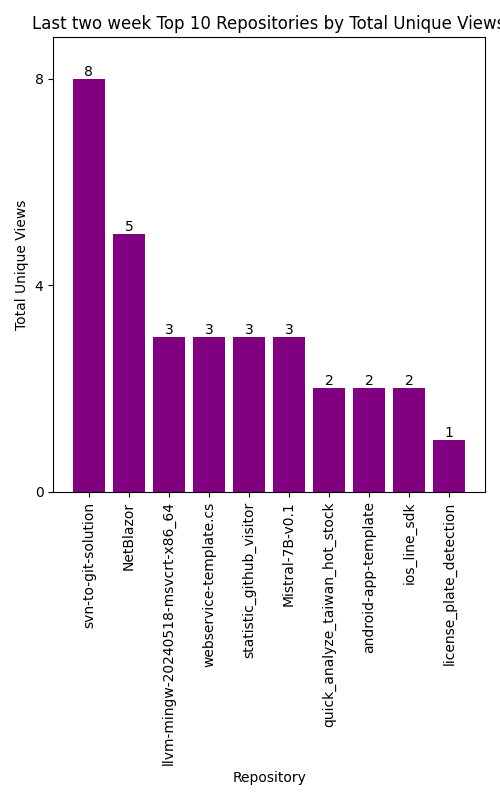 Last two week Top 10 Repositories by Total Unique Views
Total Unique Views
8
4
0
8
5
3
3
3
3
2
2
2
1
svn-to-git-solution
NetBlazor
llvm-mingw-20240518-msvcrt-x86_64
webservice-template.cs
statistic_github_visitor
Mistral-7B-v0.1
quick_analyze_taiwan_hot_stock
android-app-template
ios_line_sdk
license_plate_detection
Repository